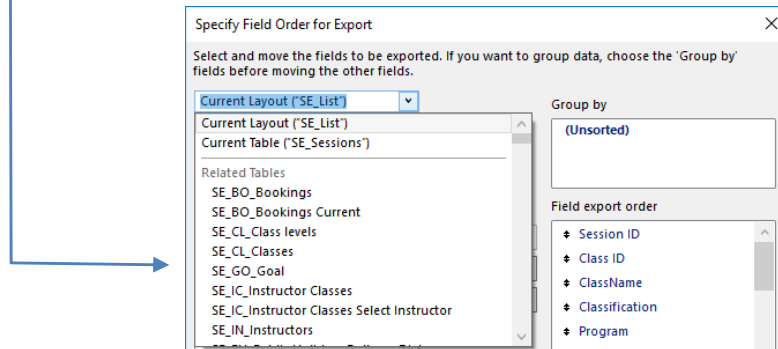 Specify Field Order for Export
Select and move the fields to be exported. If you want to group data, choose the 'Group by'
fields before moving the other fields.
Current Layout ("SE_List")
Group by
Current Layout ("SE_List")
Current Table ("SE_Sessions")
(Unsorted)
Related Tables
SE_BO_Bookings
SE_BO_Bookings Current
SE_CL_Class levels
SE_CL_Classes
SE_GO_Goal
SE_IC_Instructor Classes
SE_IC_Instructor Classes Select Instructor
SE_IN_Instructors
Field export order
Session ID
Class ID
ClassName
Classification
Program